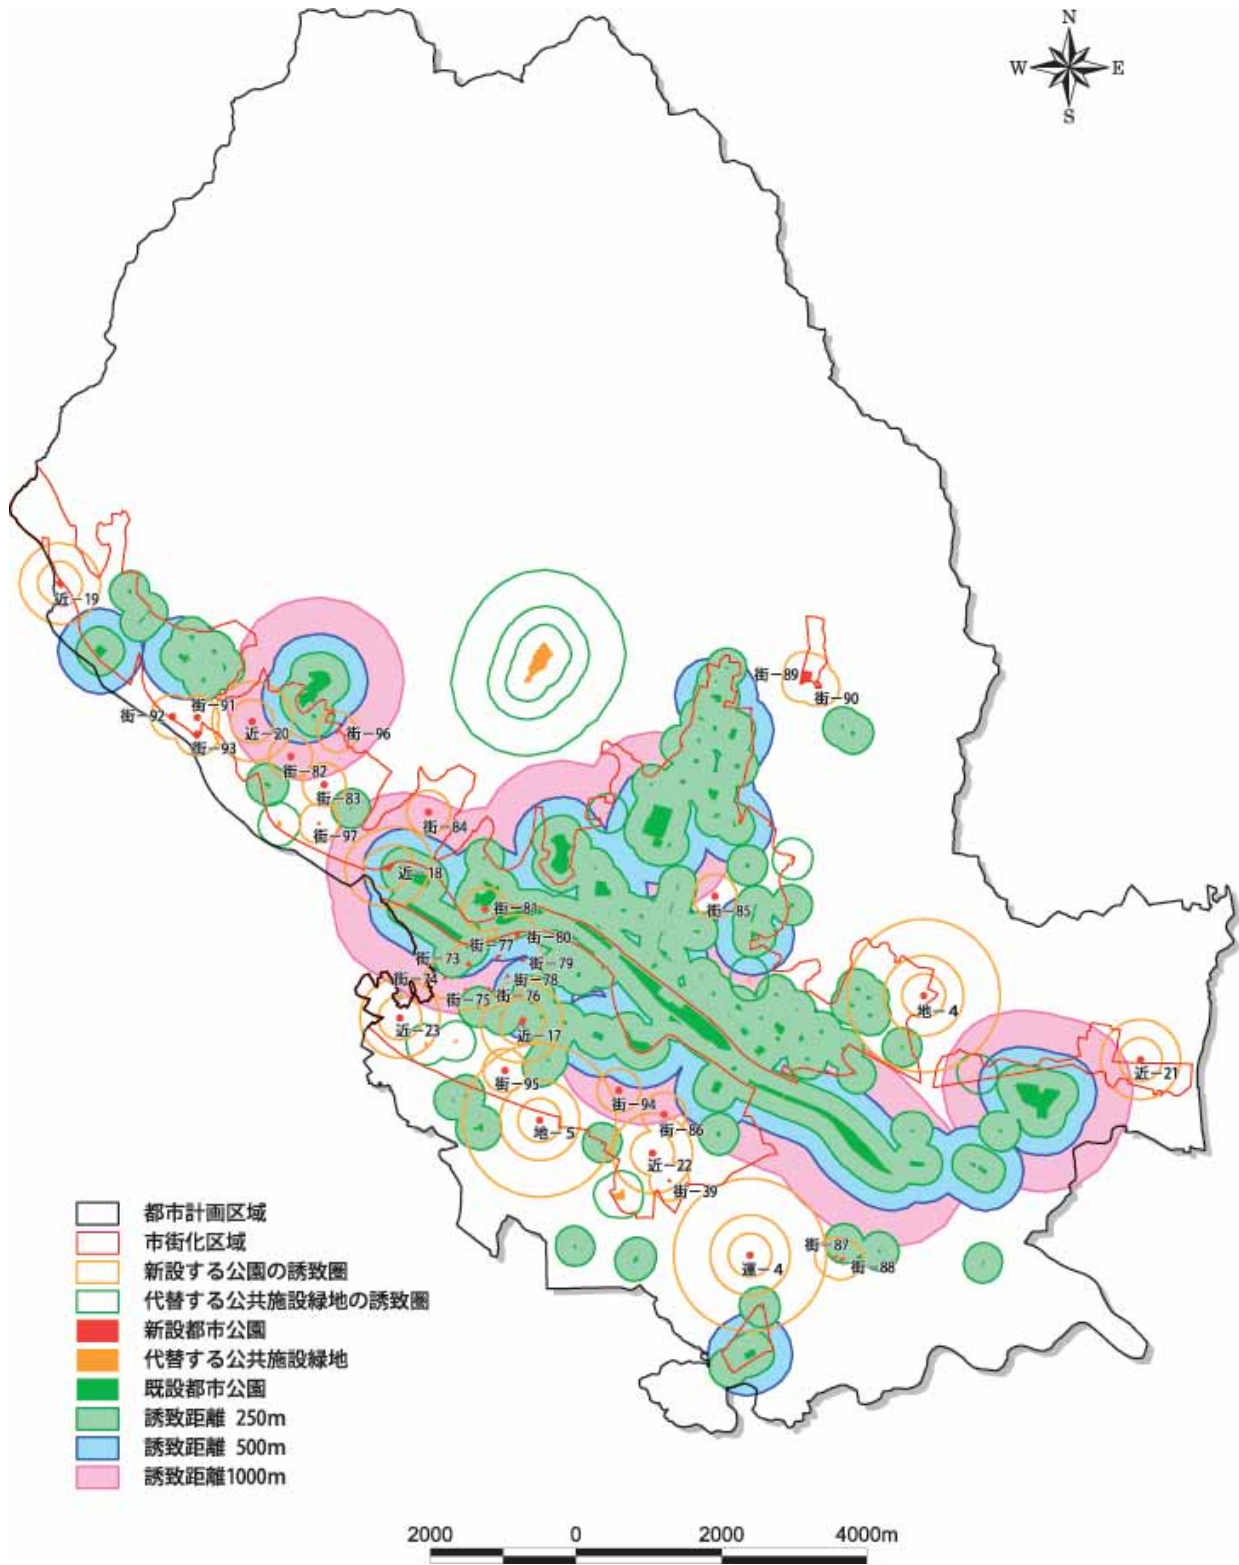 N
W E
S
近－19
街－89
街－90
街－91
街－92
近－20
街－93
街－96
街－82
街－83
街－97
街－84
近－18
街－85
街－81
街－80
街－77
街－73
街－79
街－74
街－78
街－76
街－75
地－4
近－23
近－17
近－21
街－95
街－94
街－86
地－5
近－22
街－39
街－87
運－4
街－88
都市計画区域
市街化区域
新設する公園の誘致圏
代替する公共施設緑地の誘致圏
新設都市公園
代替する公共施設緑地
既設都市公園
誘致距離 250m
誘致距離 500m
誘致距離1000m
2000 0 2000 4000m